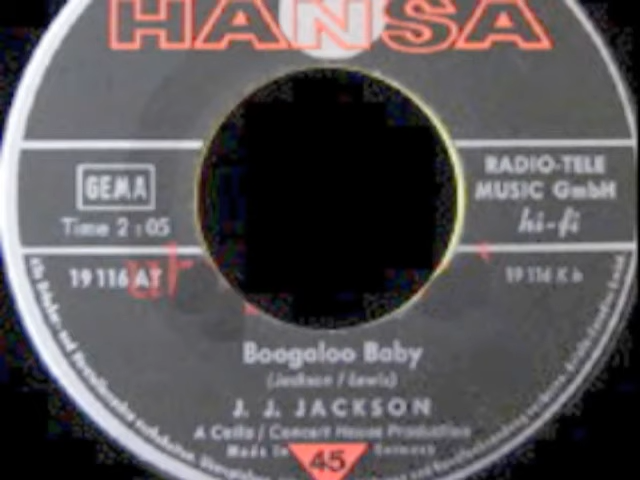 HANSA
GEMA
Time 2:05
RADIO-TELE
MUSIC GmbH
hi-fi
19 116 AT
19 116 K b
Boogaloo Baby
(Jackson / Lewis)
J. J. JACKSON
A Calla / Concert House Production
Made In Germany
45